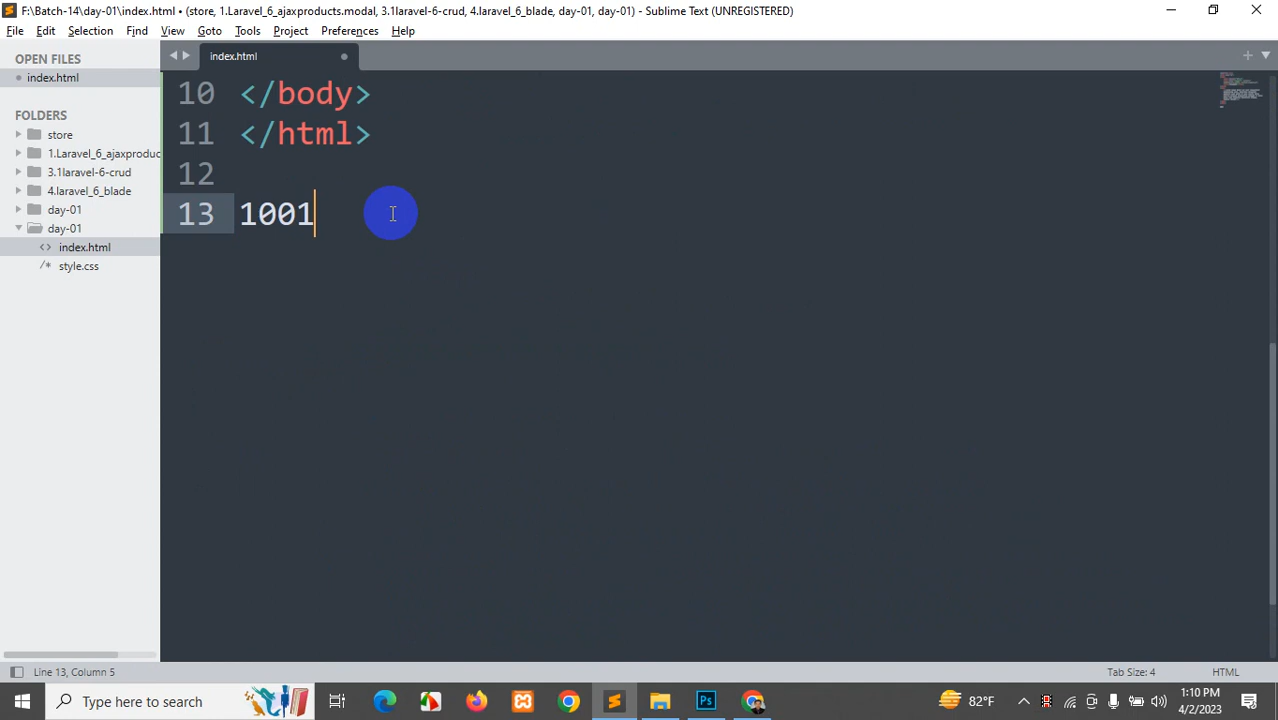 F:\Batch-14\day-01\index.html • (store, 1.Laravel_6_ajaxproducts.modal, 3.1laravel-6-crud, 4.laravel_6_blade, day-01, day-01) - Sublime Text (UNREGISTERED)
File Edit Selection Find View Goto Tools Project Preferences Help
OPEN FILES
index.html
index.html
FOLDERS
store
1.Laravel_6_ajaxproduc
3.1laravel-6-crud
4.laravel_6_blade
day-01
day-01
<> index.html
/* style.css
10 </body>
11 </html>
12
13 1001
Line 13, Column 5
Tab Size: 4
HTML
Type here to search
82°F
1:10 PM
4/2/2023